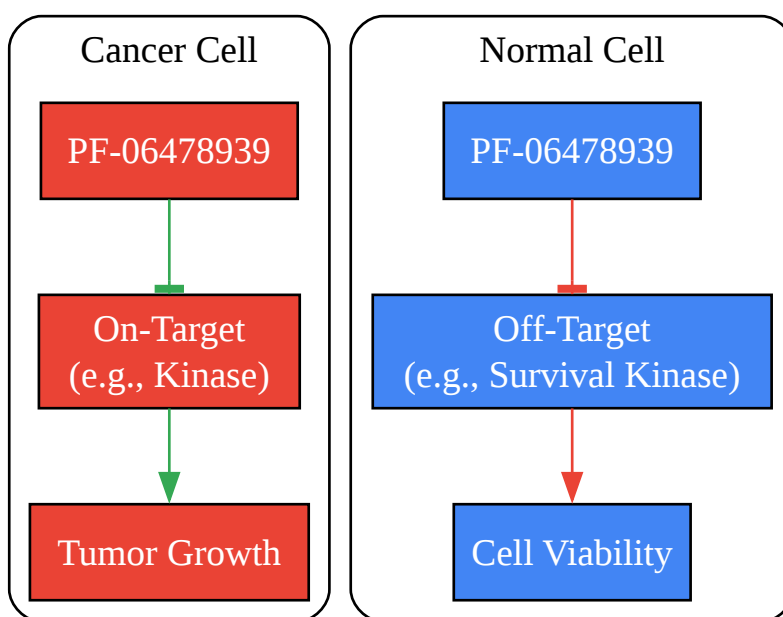 Cancer Cell
PF-06478939
On-Target
(e.g., Kinase)
Tumor Growth
Normal Cell
PF-06478939
Off-Target
(e.g., Survival Kinase)
Cell Viability